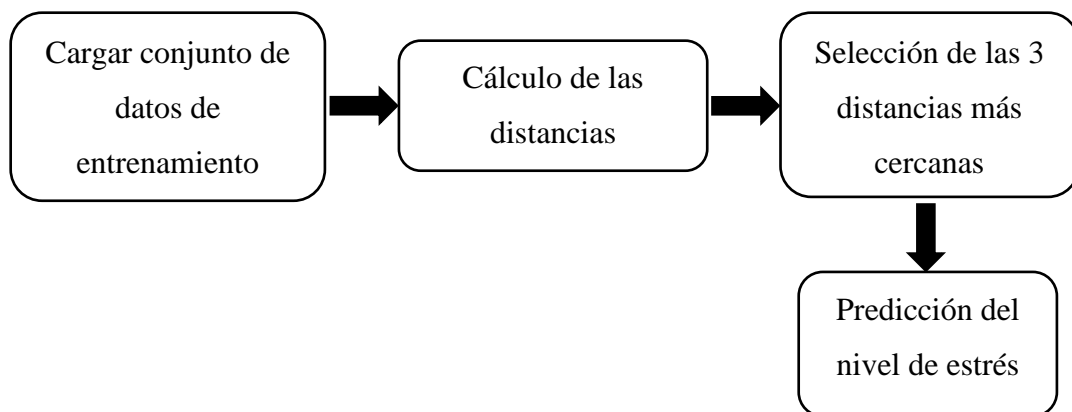 Cargar conjunto de
datos de
entrenamiento
Cálculo de las
distancias
Selección de las 3
distancias más
cercanas
Predicción del
nivel de estrés